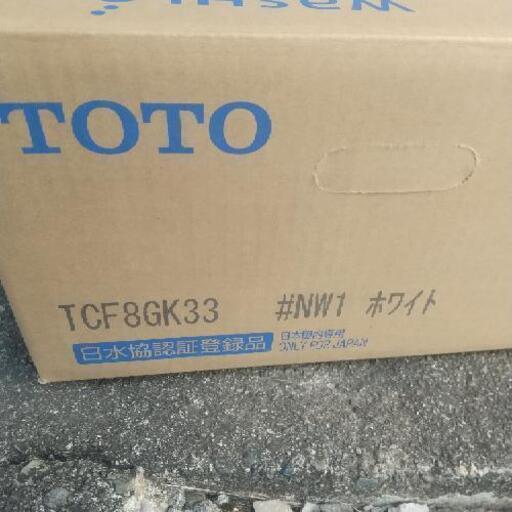 Washlet
TOTO
TCF8GK33 #NW1 ホワイト
日水協認証登録品
日本国内専用
ONLY FOR JAPAN